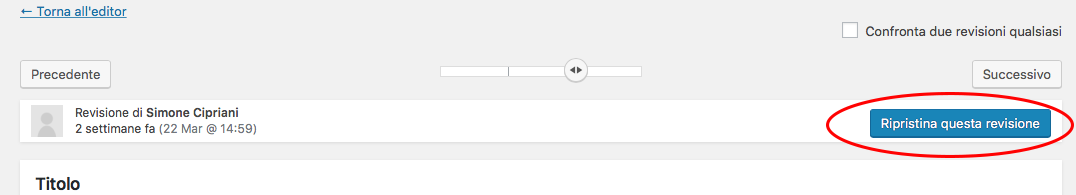 ← Torna all'editor
Confronta due revisioni qualsiasi
Precedente
Successivo
Revisione di Simone Cipriani
2 settimane fa (22 Mar @ 14:59)
Ripristina questa revisione
Titolo